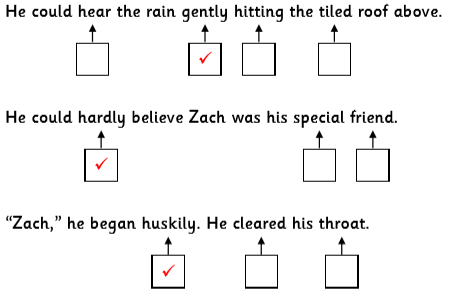 He could hear the rain gently hitting the tiled roof above.
He could hardly believe Zach was his special friend.
“Zach,” he began huskily. He cleared his throat.